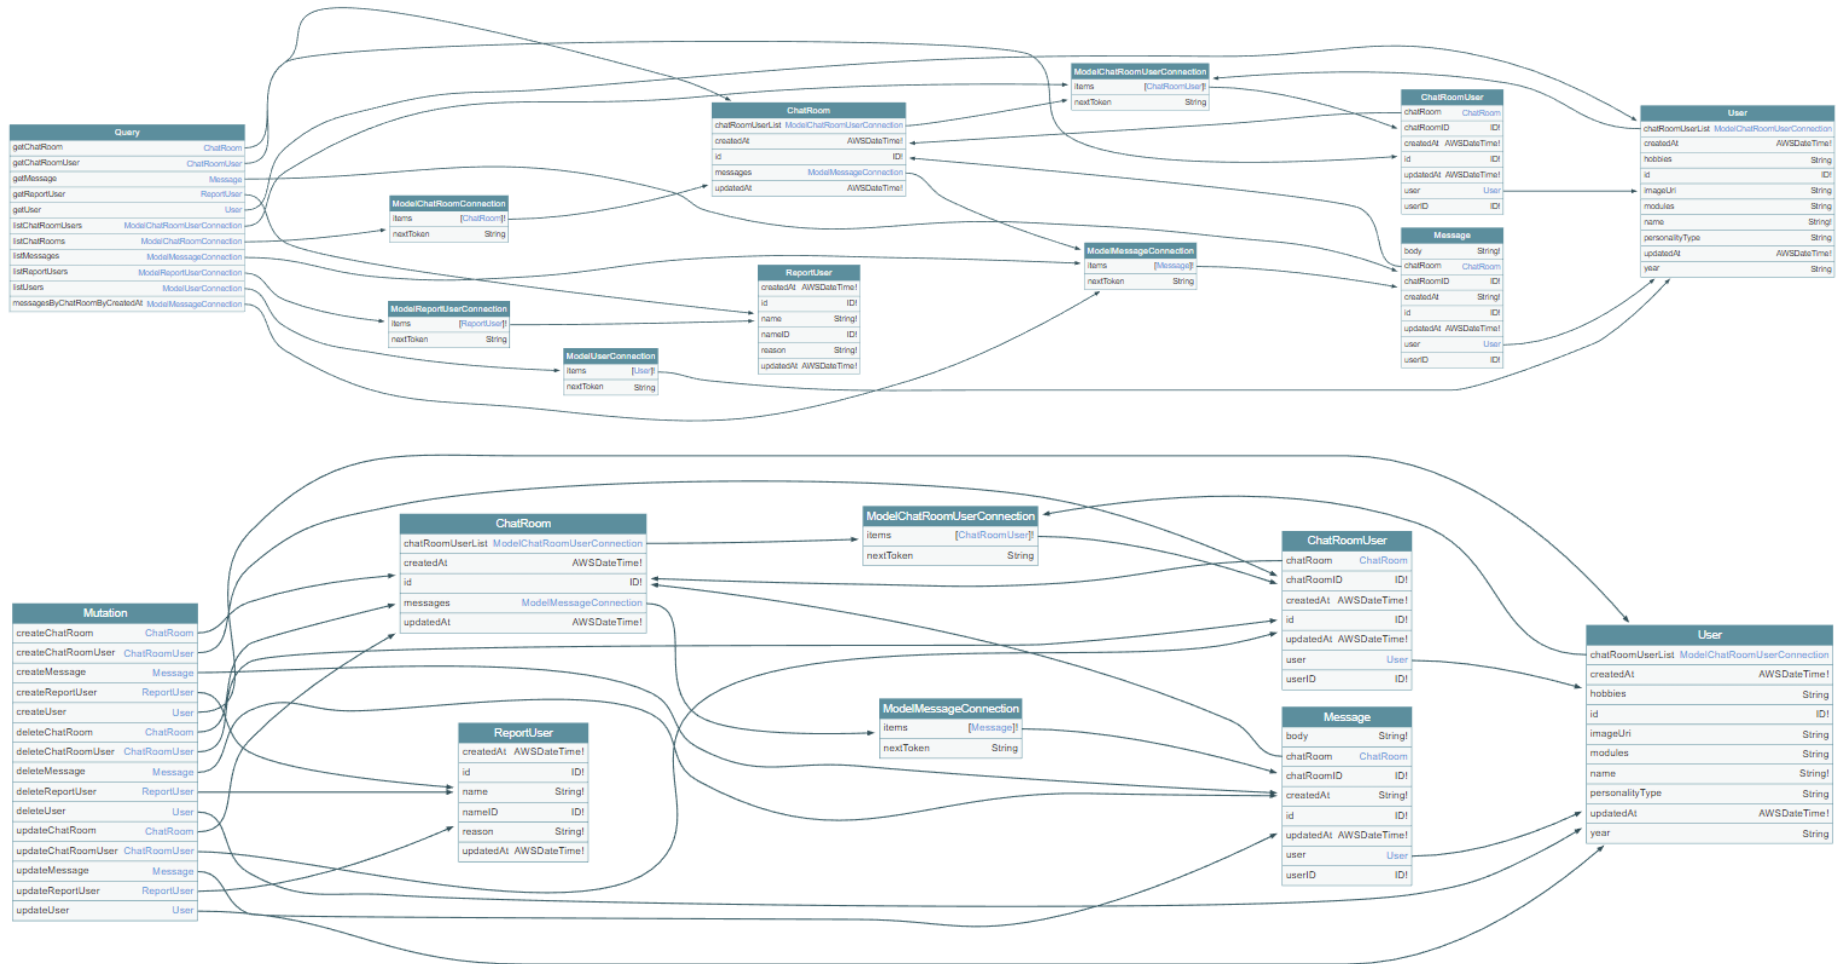 Query
getChatRoom ChatRoom
getChatRoomUser ChatRoomUser
getMessage Message
getReportUser ReportUser
getUser User
listChatRoomUsers ModelChatRoomUserConnection
listChatRooms ModelChatRoomConnection
listMessages ModelMessageConnection
listReportUsers ModelReportUserConnection
listUsers ModelUserConnection
messagesByChatRoomByCreatedAt ModelMessageConnection
ModelChatRoomConnection
items [ChatRoom]!
nextToken String
ModelReportUserConnection
items [ReportUser]!
nextToken String
ModelUserConnection
items [User]!
nextToken String
ChatRoom
chatRoomUserList ModelChatRoomUserConnection
createdAt AWSDateTime!
id ID!
messages ModelMessageConnection
updatedAt AWSDateTime!
ReportUser
createdAt AWSDateTime!
id ID!
name String!
nameID ID!
reason String!
updatedAt AWSDateTime!
ModelChatRoomUserConnection
items [ChatRoomUser]!
nextToken String
ModelMessageConnection
items [Message]!
nextToken String
ChatRoomUser
chatRoom ChatRoom
chatRoomID ID!
createdAt AWSDateTime!
id ID!
updatedAt AWSDateTime!
user User
userID ID!
Message
body String!
chatRoom ChatRoom
chatRoomID ID!
createdAt String!
id ID!
updatedAt AWSDateTime!
user User
userID ID!
User
chatRoomUserList ModelChatRoomUserConnection
createdAt AWSDateTime!
hobbies String
id ID!
imageUri String
modules String
name String!
personalityType String
updatedAt AWSDateTime!
year String
Mutation
createChatRoom ChatRoom
createChatRoomUser ChatRoomUser
createMessage Message
createReportUser ReportUser
createUser User
deleteChatRoom ChatRoom
deleteChatRoomUser ChatRoomUser
deleteMessage Message
deleteReportUser ReportUser
deleteUser User
updateChatRoom ChatRoom
updateChatRoomUser ChatRoomUser
updateMessage Message
updateReportUser ReportUser
updateUser User
ChatRoom
chatRoomUserList ModelChatRoomUserConnection
createdAt AWSDateTime!
id ID!
messages ModelMessageConnection
updatedAt AWSDateTime!
ReportUser
createdAt AWSDateTime!
id ID!
name String!
nameID ID!
reason String!
updatedAt AWSDateTime!
ModelChatRoomUserConnection
items [ChatRoomUser]!
nextToken String
ModelMessageConnection
items [Message]!
nextToken String
ChatRoomUser
chatRoom ChatRoom
chatRoomID ID!
createdAt AWSDateTime!
id ID!
updatedAt AWSDateTime!
user User
userID ID!
Message
body String!
chatRoom ChatRoom
chatRoomID ID!
createdAt String!
id ID!
updatedAt AWSDateTime!
user User
userID ID!
User
chatRoomUserList ModelChatRoomUserConnection
createdAt AWSDateTime!
hobbies String
id ID!
imageUri String
modules String
name String!
personalityType String
updatedAt AWSDateTime!
year String